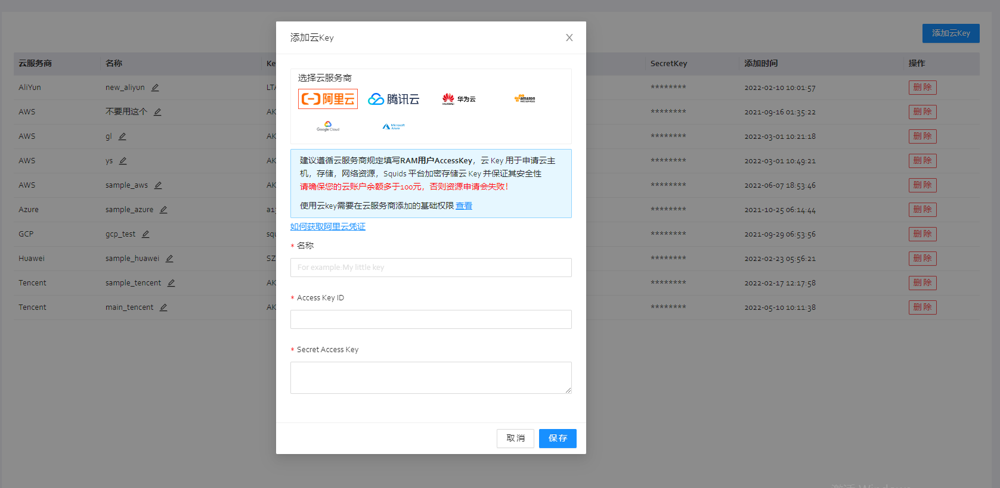 添加云Key
添加云Key
云服务商 名称 Ke SecretKey 添加时间 操作
AliYun new_aliyun LTA ******** 2022-02-10 10:01:57 删 除
AWS 不要用这个 AK ******** 2021-09-16 01:35:22 删 除
AWS gl AK ******** 2022-03-01 10:21:18 删 除
AWS ys AK ******** 2022-03-01 10:49:21 删 除
AWS sample_aws AK ******** 2022-06-07 18:53:46 删 除
Azure sample_azure a13 ******** 2021-10-25 06:14:44 删 除
GCP gcp_test squ ******** 2021-09-29 06:53:56 删 除
Huawei sample_huawei SZ ******** 2022-02-23 05:56:21 删 除
Tencent sample_tencent AK ******** 2022-02-17 12:17:58 删 除
Tencent main_tencent AK ******** 2022-05-10 10:11:38 删 除
选择云服务商
阿里云 腾讯云 HUAWEI 华为云 amazon webservices
Google Cloud Microsoft Azure
建议遵循云服务商规定填写RAM用户AccessKey，云 Key 用于申请云主
机，存储，网络资源，Squids 平台加密存储云 Key 并保证其安全性
请确保您的云账户余额多于100元，否则资源申请会失败！
使用云key需要在云服务商添加的基础权限 查看
如何获取阿里云凭证
* 名称
For example:My little key
* Access Key ID
* Secret Access Key
取 消 保 存
激活 Windows